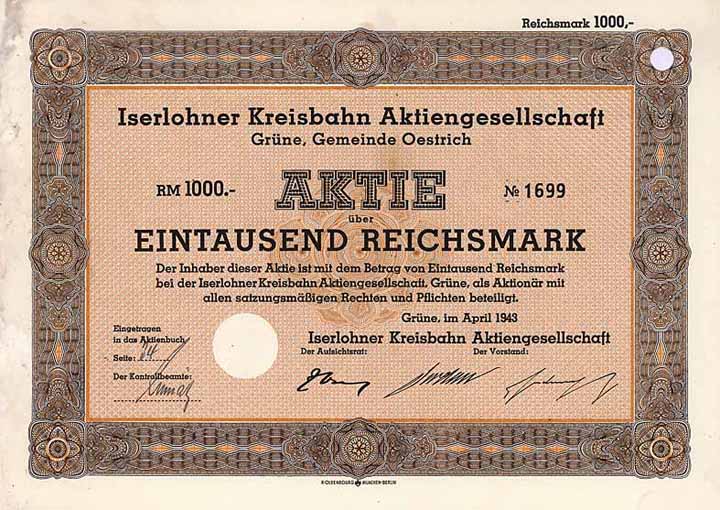 Reichsmark 1000,-
Iserlohner Kreisbahn Aktiengesellschaft
Grüne, Gemeinde Oestrich
RM 1000.- AKTIE № 1699
über
EINTAUSEND REICHSMARK
Der Inhaber dieser Aktie ist mit dem Betrag von Eintausend Reichsmark
bei der Iserlohner Kreisbahn Aktiengesellschaft, Grüne, als Aktionär mit
allen satzungsmäßigen Rechten und Pflichten beteiligt.
Grüne, im April 1943
Eingetragen
in das Aktienbuch
Seite:
Der Kontrollbeamte:
Iserlohner Kreisbahn Aktiengesellschaft
Der Aufsichtsrat: Der Vorstand:
R·OLDENBOURG MÜNCHEN-BERLIN